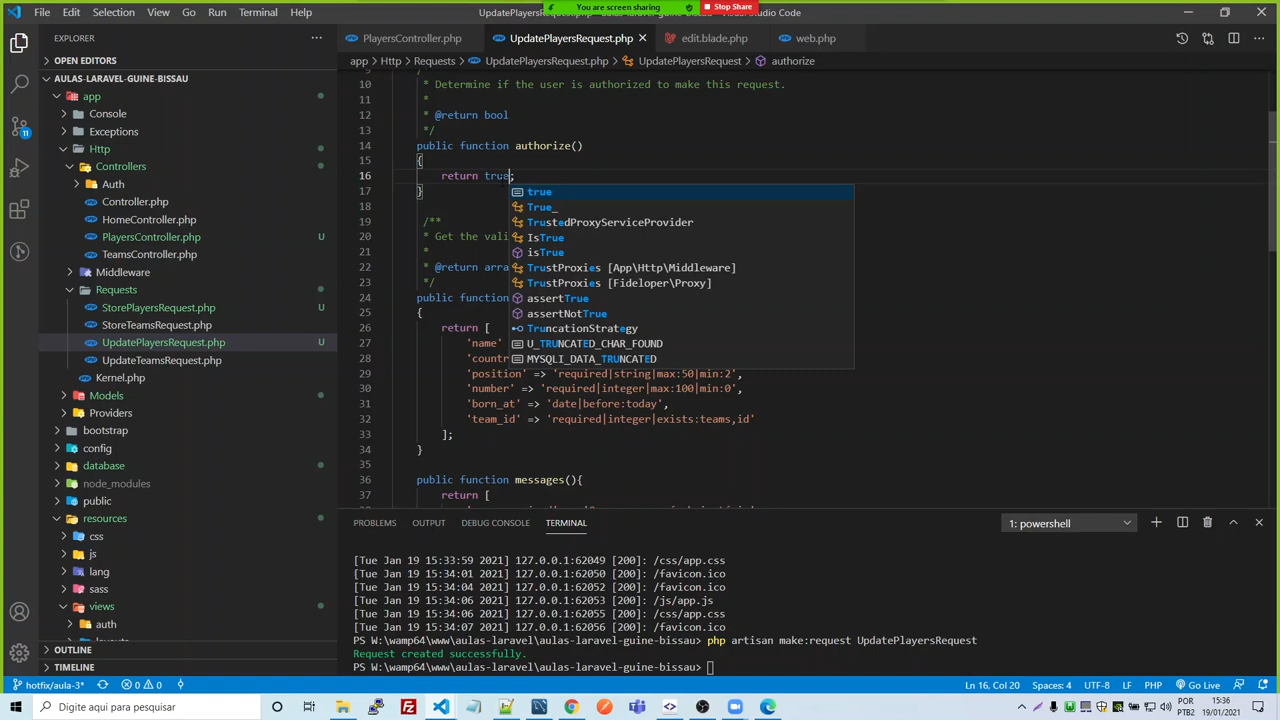 You are screen sharing Stop Share
File Edit Selection View Go Run Terminal Help UpdatePlayersRequest.php - aulas-laravel-guine-bissau - Visual Studio Code
EXPLORER ···
OPEN EDITORS
AULAS-LARAVEL-GUINE-BISSAU
app
Console
Exceptions
Http
Controllers
Auth
Controller.php
HomeController.php
PlayersController.php U
TeamsController.php
Middleware
Requests
StorePlayersRequest.php U
StoreTeamsRequest.php
UpdatePlayersRequest.php U
UpdateTeamsRequest.php
Kernel.php
Models
Providers
bootstrap
config
database
node_modules
public
resources
css
js
lang
sass
views
auth
OUTLINE
TIMELINE
11
PlayersController.php UpdatePlayersRequest.php edit.blade.php web.php
app > Http > Requests > UpdatePlayersRequest.php > UpdatePlayersRequest > authorize
10 * Determine if the user is authorized to make this request.
11 *
12 * @return bool
13 */
14 public function authorize()
15 {
16 return true;
17 }
18
19 /**
20 * Get the vali
21 *
22 * @return arra
23 */
24 public function
25 {
26 return [
27 'name'
28 'countr
29 'position' => 'required|string|max:50|min:2',
30 'number' => 'required|integer|max:100|min:0',
31 'born_at' => 'date|before:today',
32 'team_id' => 'required|integer|exists:teams,id'
33 ];
34 }
35
36 public function messages(){
37 return [
true
True_
TrustedProxyServiceProvider
IsTrue
isTrue
TrustProxies [App\Http\Middleware]
TrustProxies [Fideloper\Proxy]
assertTrue
assertNotTrue
TruncationStrategy
U_TRUNCATED_CHAR_FOUND
MYSQLI_DATA_TRUNCATED
PROBLEMS OUTPUT DEBUG CONSOLE TERMINAL 1: powershell
[Tue Jan 19 15:33:59 2021] 127.0.0.1:62049 [200]: /css/app.css
[Tue Jan 19 15:34:01 2021] 127.0.0.1:62050 [200]: /favicon.ico
[Tue Jan 19 15:34:04 2021] 127.0.0.1:62052 [200]: /favicon.ico
[Tue Jan 19 15:34:06 2021] 127.0.0.1:62053 [200]: /js/app.js
[Tue Jan 19 15:34:06 2021] 127.0.0.1:62055 [200]: /css/app.css
[Tue Jan 19 15:34:07 2021] 127.0.0.1:62056 [200]: /favicon.ico
PS W:\wamp64\www\aulas-laravel\aulas-laravel-guine-bissau> php artisan make:request UpdatePlayersRequest
Request created successfully.
PS W:\wamp64\www\aulas-laravel\aulas-laravel-guine-bissau>
hotfix/aula-3* 0 0 Ln 16, Col 20 Spaces: 4 UTF-8 LF PHP Go Live
Digite aqui para pesquisar
POR 15:36
PTB2 19/01/2021